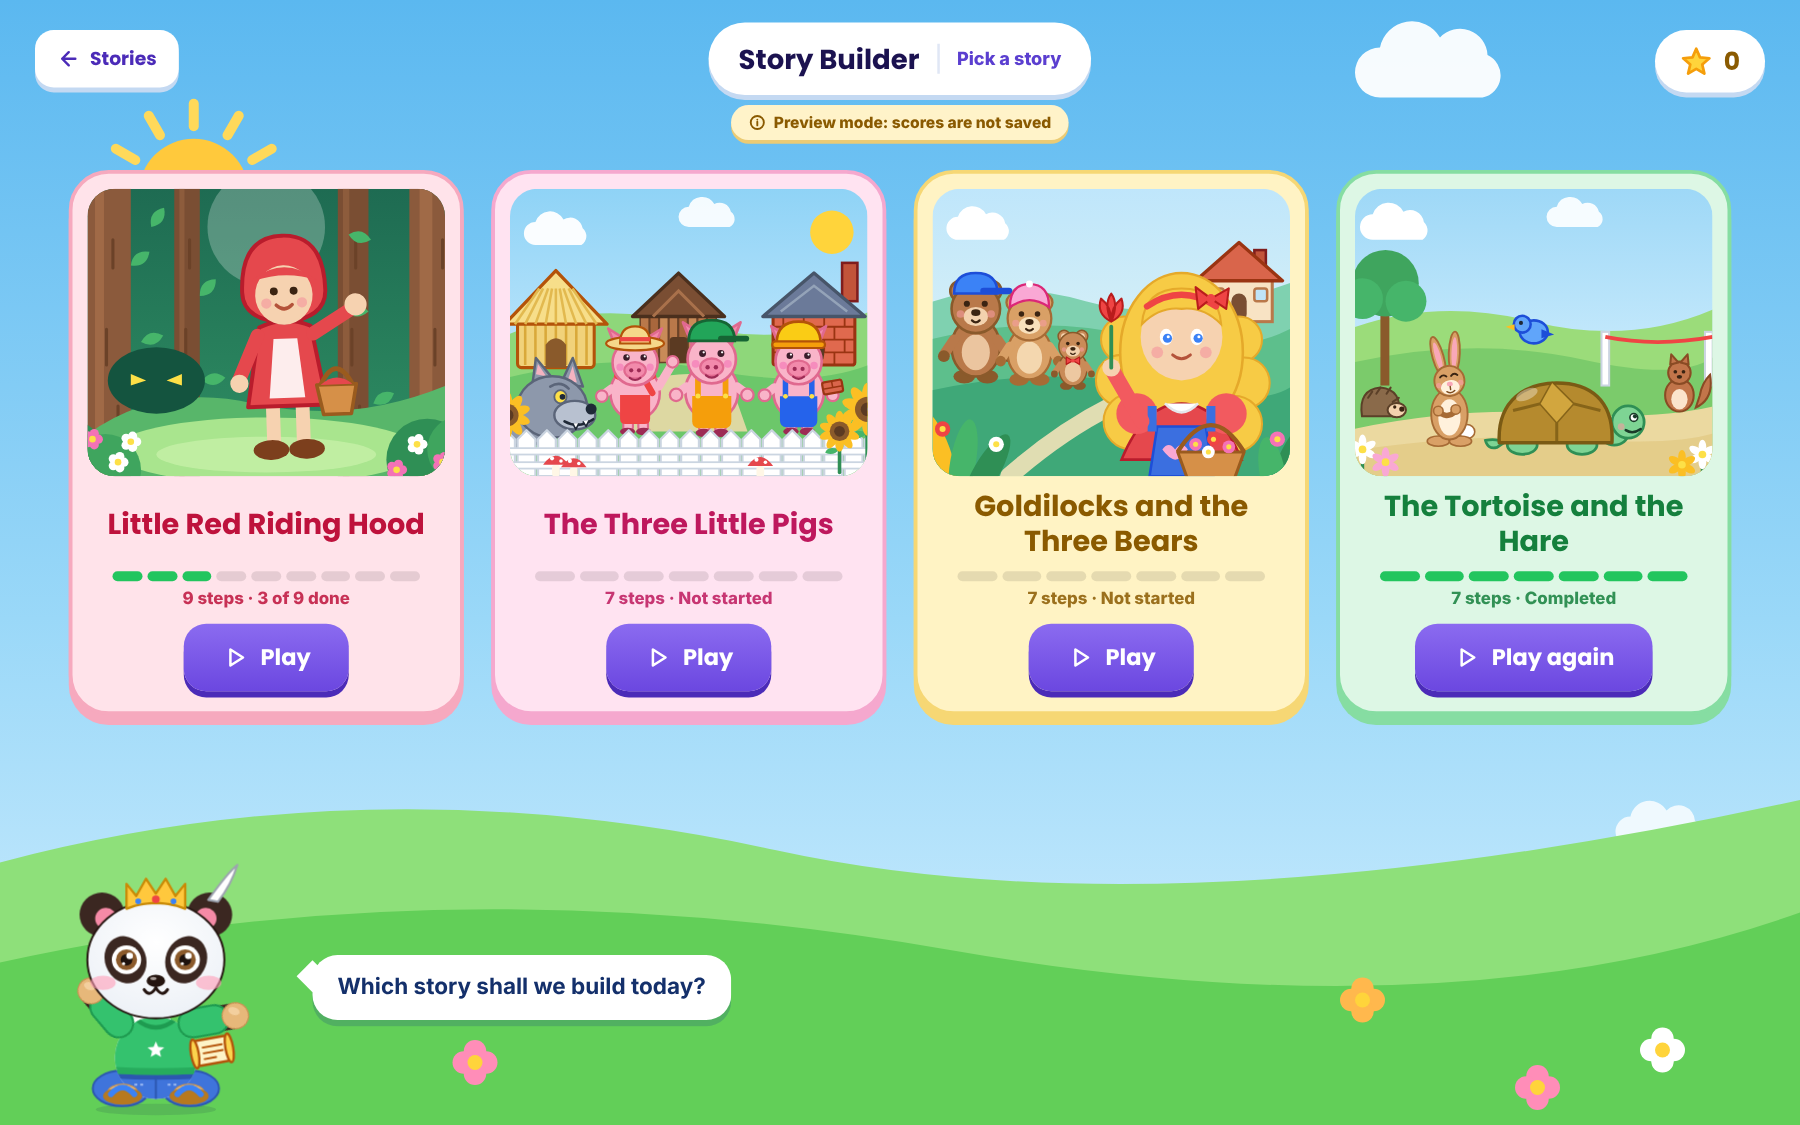 Stories
Story Builder
Pick a story
0
Preview mode: scores are not saved
Little Red Riding Hood
9 steps · 3 of 9 done
Play
The Three Little Pigs
7 steps · Not started
Play
Goldilocks and the
Three Bears
7 steps · Not started
Play
The Tortoise and the
Hare
7 steps · Completed
Play again
Which story shall we build today?